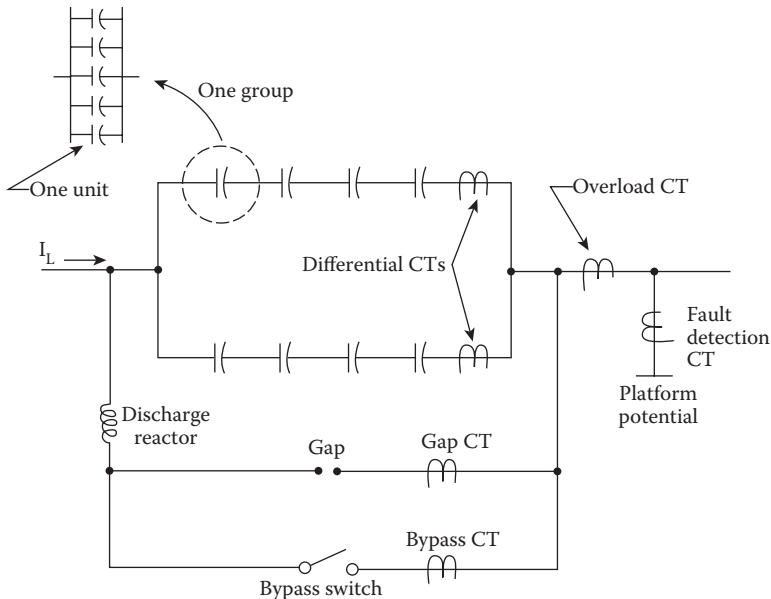 One group
One unit
Overload CT
I_L
Differential CTs
Fault
detection
CT
Platform
potential
Discharge
reactor
Gap
Gap CT
Bypass CT
Bypass switch